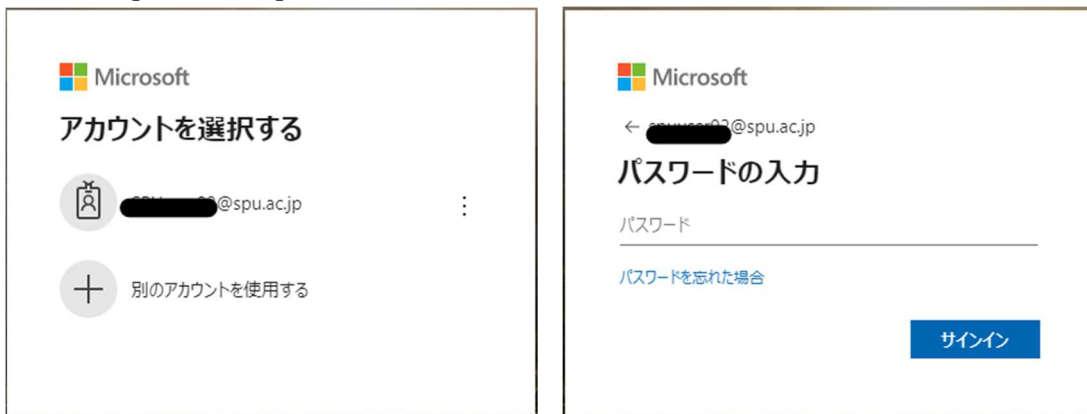 Microsoft
アカウントを選択する
@spu.ac.jp
別のアカウントを使用する
Microsoft
@spu.ac.jp
パスワードの入力
パスワード
パスワードを忘れた場合
サインイン